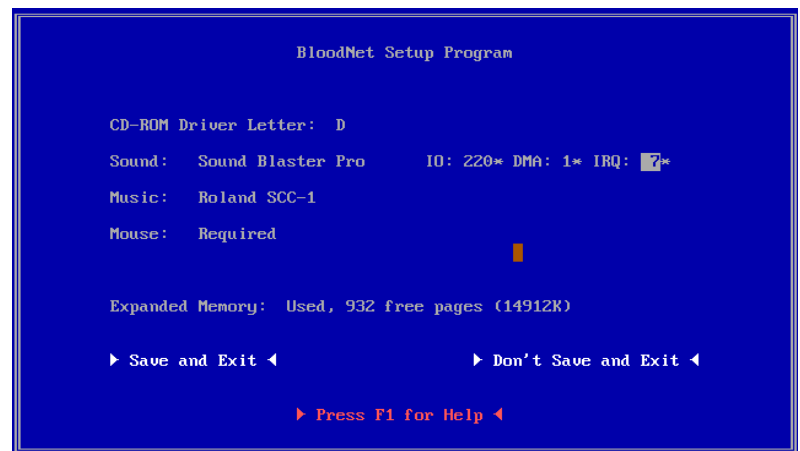 BloodNet Setup Program
CD-ROM Driver Letter: D
Sound: Sound Blaster Pro IO: 220* DMA: 1* IRQ: 7*
Music: Roland SCC-1
Mouse: Required
Expanded Memory: Used, 932 free pages (14912K)
► Save and Exit ◄ ► Don't Save and Exit ◄
► Press F1 for Help ◄